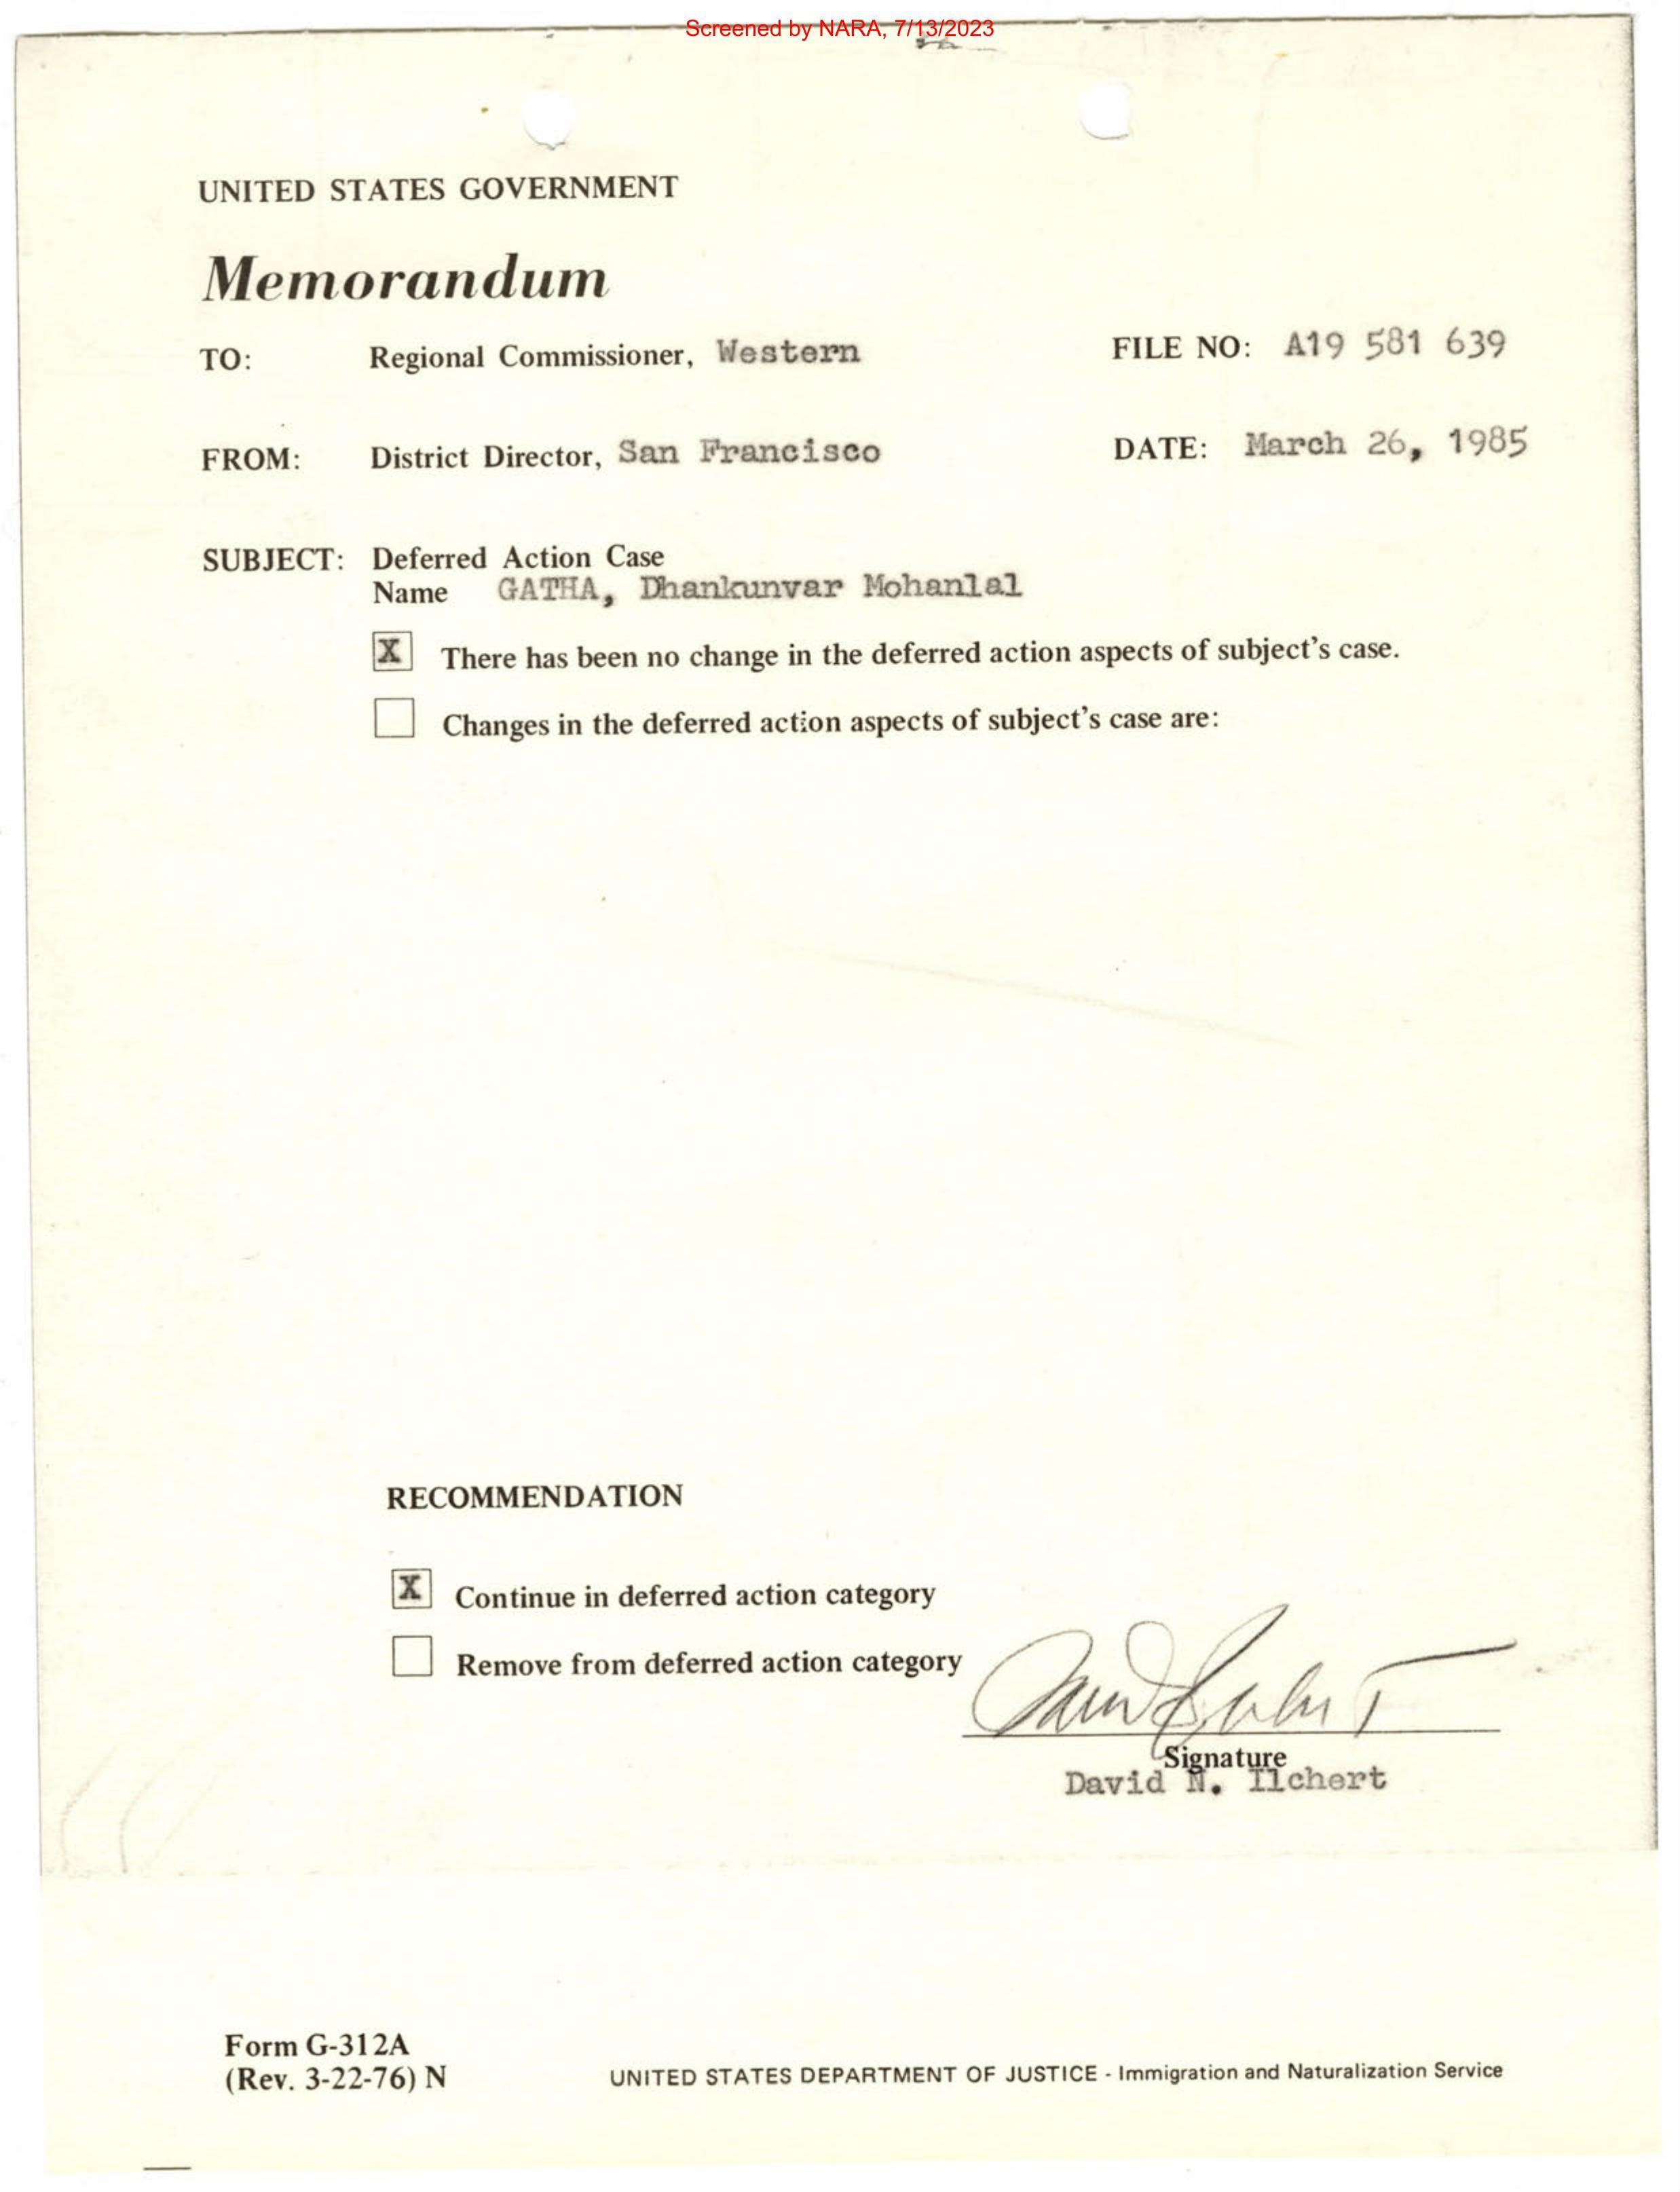 Screened by NARA, 7/13/2023
UNITED STATES GOVERNMENT
Memorandum
TO: Regional Commissioner, Western FILE NO: A19 581 639
FROM: District Director, San Francisco DATE: March 26, 1985
SUBJECT: Deferred Action Case
Name GATHA, Dhankunvar Mohanlal
X There has been no change in the deferred action aspects of subject's case.
Changes in the deferred action aspects of subject's case are:
RECOMMENDATION
X Continue in deferred action category
Remove from deferred action category
Signature
David N. Ilchert
Form G-312A
(Rev. 3-22-76) N UNITED STATES DEPARTMENT OF JUSTICE - Immigration and Naturalization Service